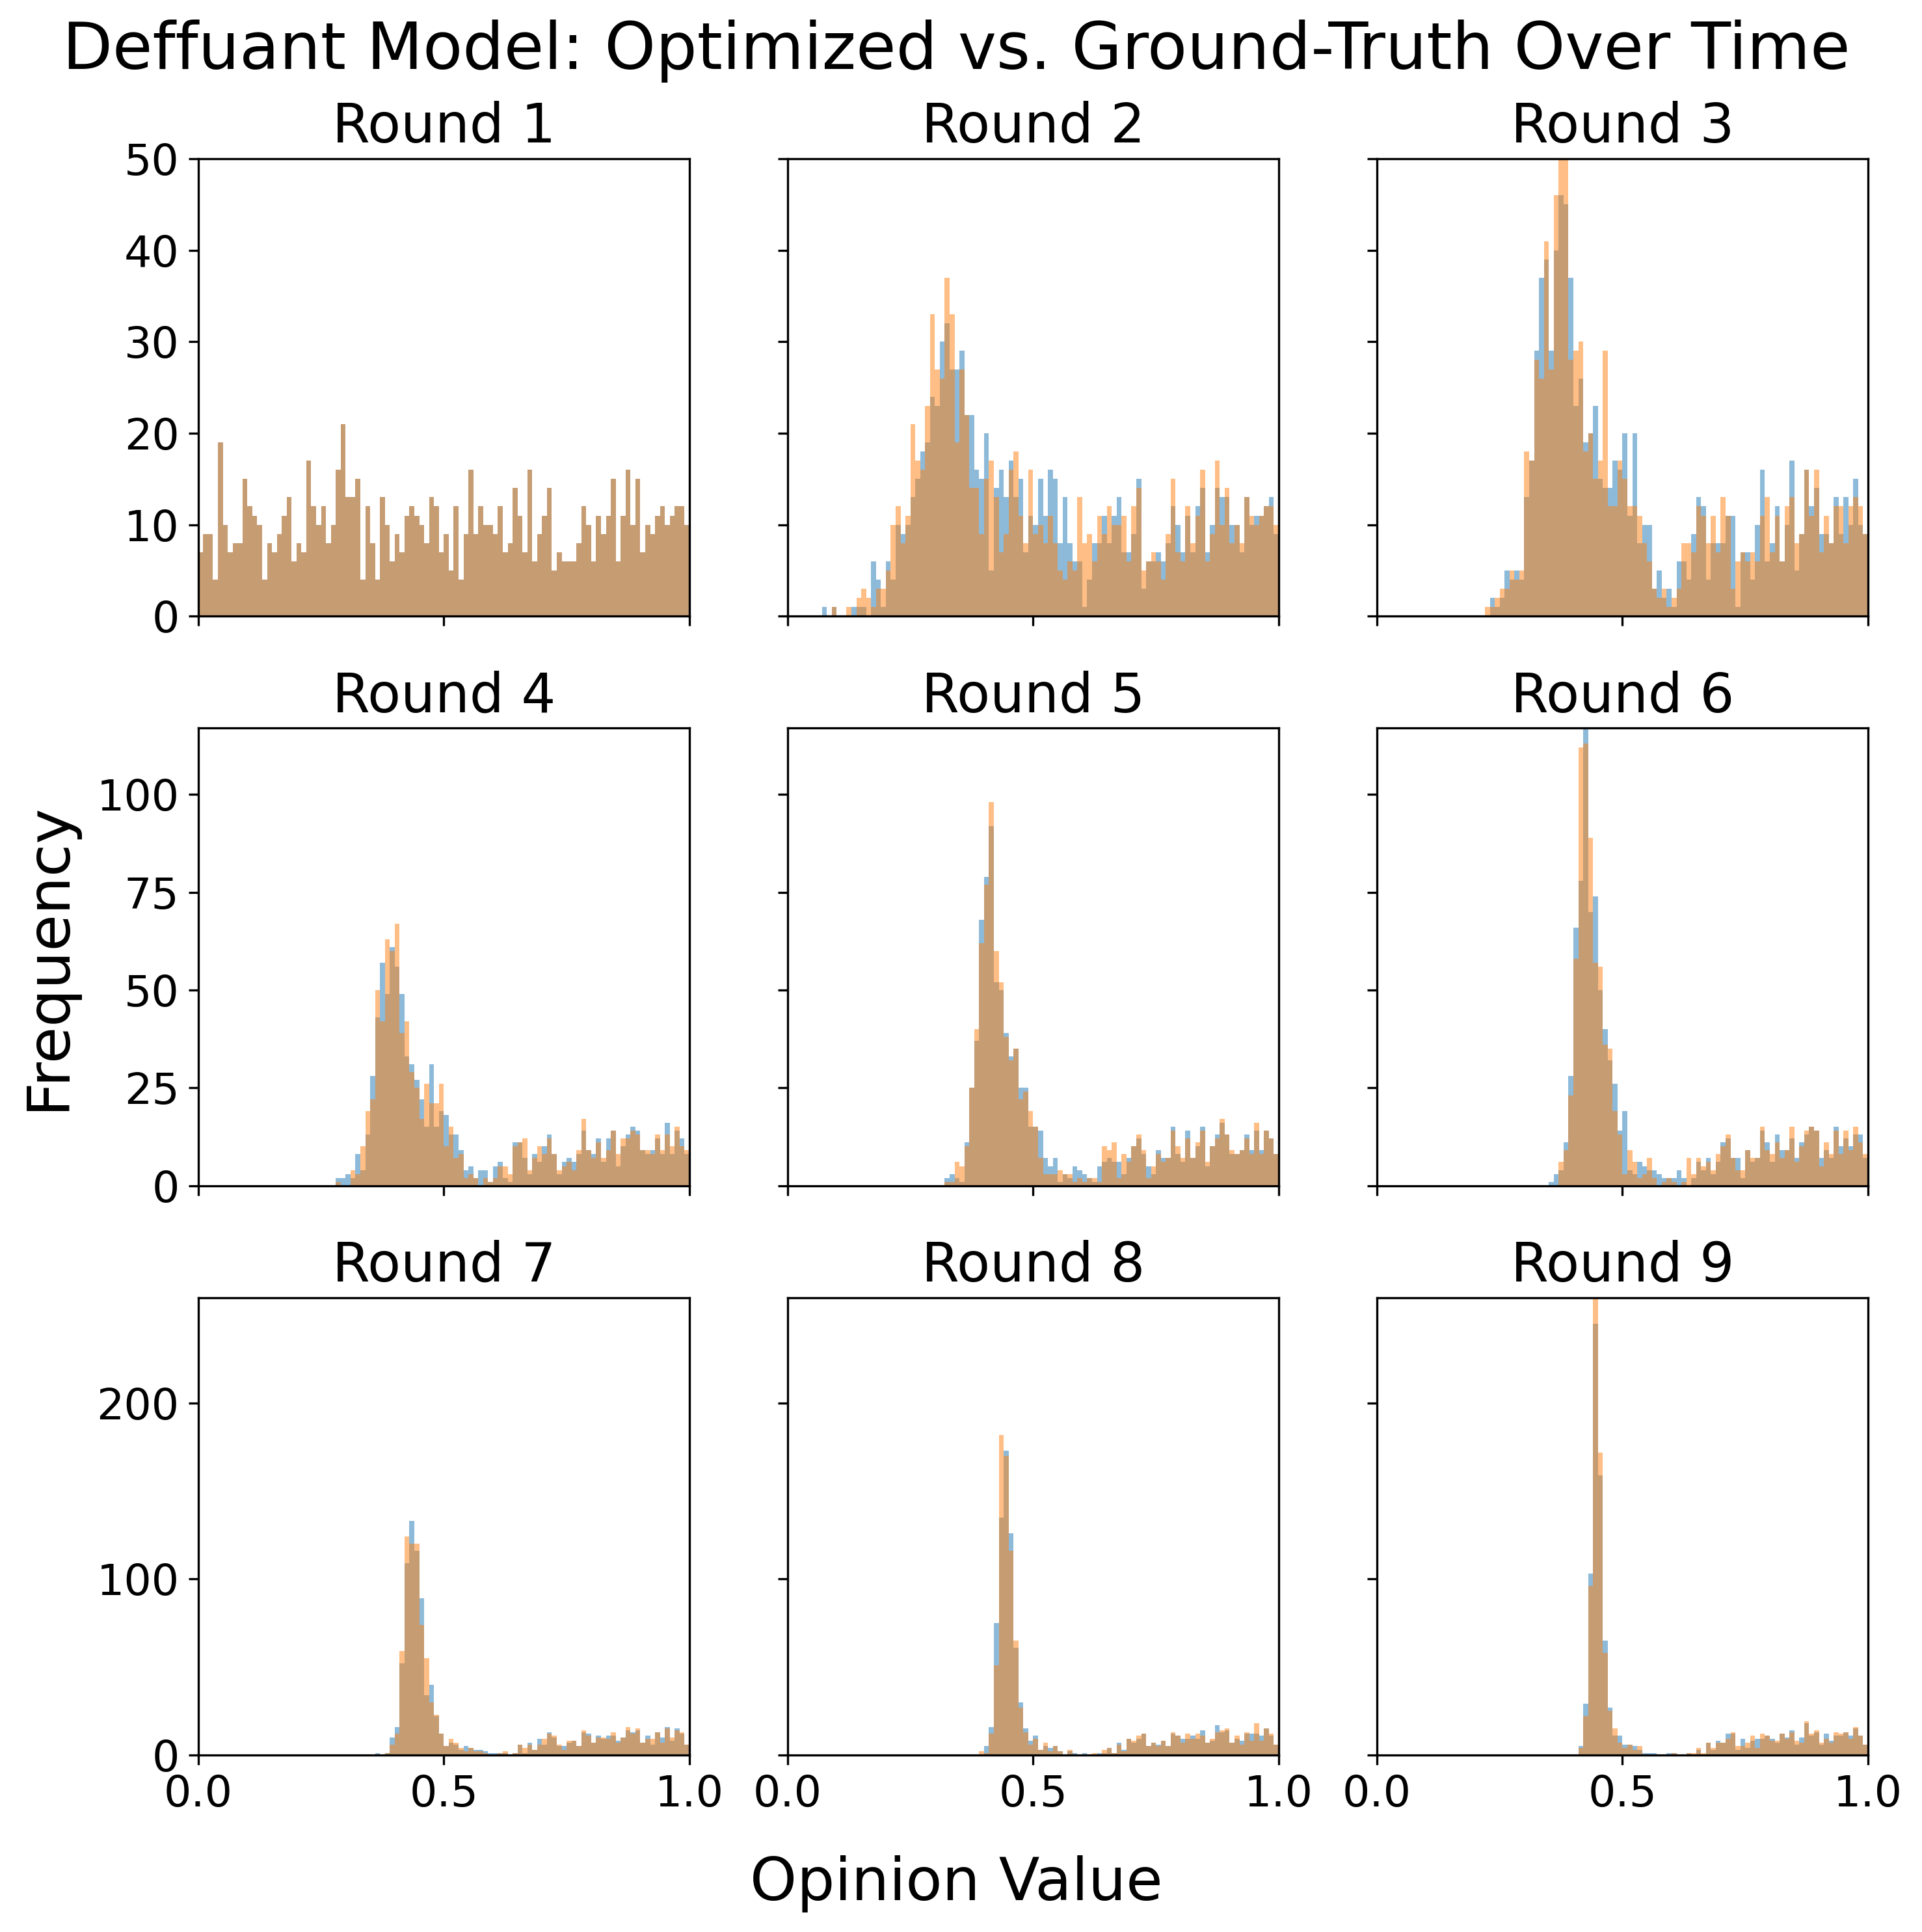 Deffuant Model: Optimized vs. Ground-Truth Over Time
Round 1
Round 2
Round 3
50
40
30
20
10
0
Round 4
Round 5
Round 6
100
75
50
25
0
Frequency
Round 7
Round 8
Round 9
200
100
0
0.0 0.5 1.0 0.0 0.5 1.0 0.0 0.5 1.0
Opinion Value